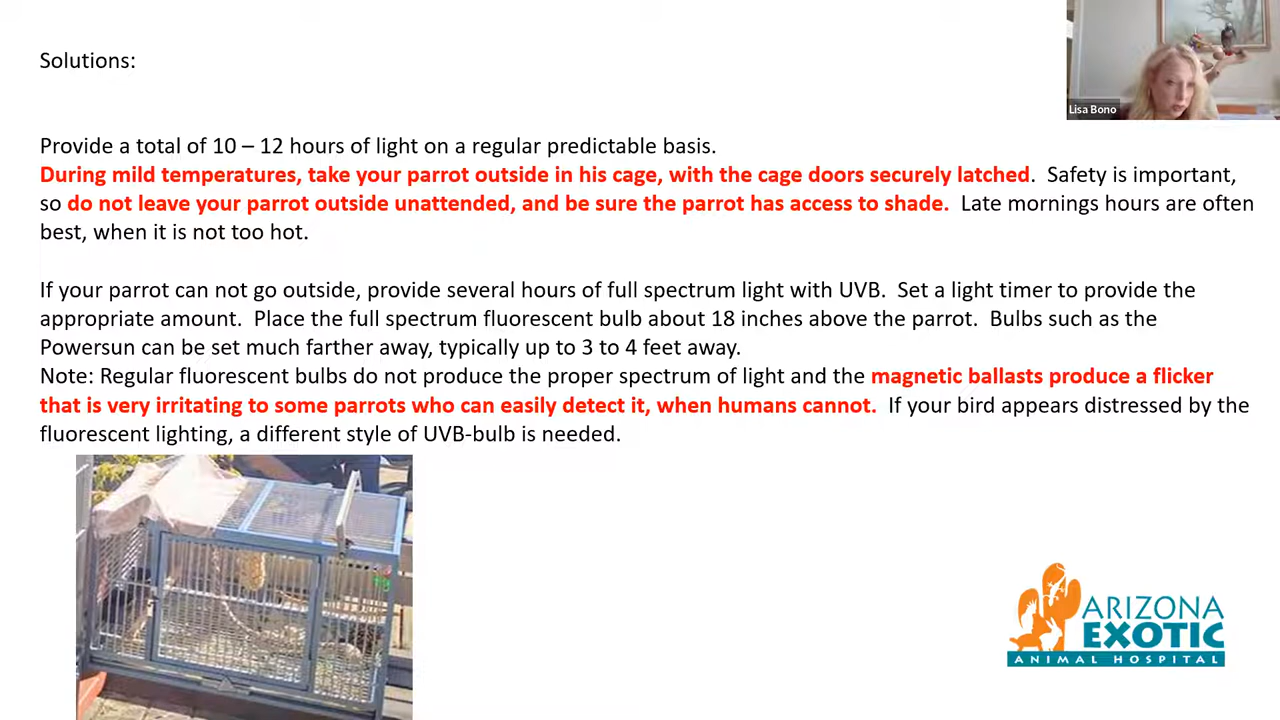 Solutions:
Lisa Bono
Provide a total of 10 – 12 hours of light on a regular predictable basis.
During mild temperatures, take your parrot outside in his cage, with the cage doors securely latched. Safety is important,
so do not leave your parrot outside unattended, and be sure the parrot has access to shade. Late mornings hours are often
best, when it is not too hot.
If your parrot can not go outside, provide several hours of full spectrum light with UVB. Set a light timer to provide the
appropriate amount. Place the full spectrum fluorescent bulb about 18 inches above the parrot. Bulbs such as the
Powersun can be set much farther away, typically up to 3 to 4 feet away.
Note: Regular fluorescent bulbs do not produce the proper spectrum of light and the magnetic ballasts produce a flicker
that is very irritating to some parrots who can easily detect it, when humans cannot. If your bird appears distressed by the
fluorescent lighting, a different style of UVB-bulb is needed.
ARIZONA
EXOTIC
ANIMAL HOSPITAL